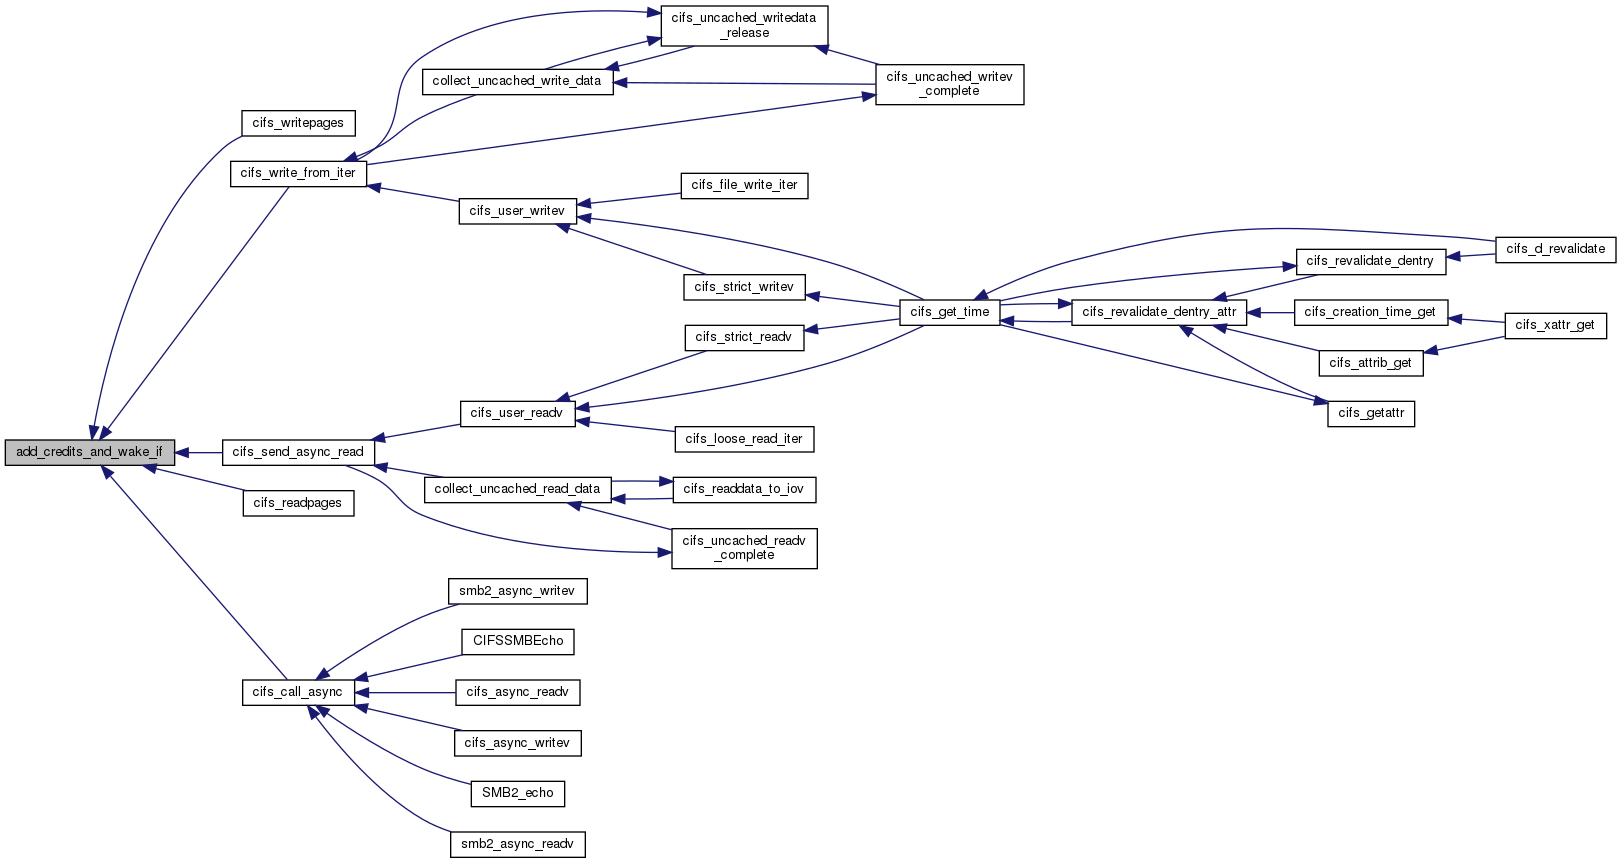 cifs_uncached_writedata
_release
collect_uncached_write_data
cifs_uncached_writev
_complete
cifs_writepages
cifs_write_from_iter
cifs_file_write_iter
cifs_user_writev
cifs_d_revalidate
cifs_revalidate_dentry
cifs_strict_writev
cifs_get_time
cifs_revalidate_dentry_attr
cifs_creation_time_get
cifs_xattr_get
cifs_strict_readv
cifs_attrib_get
cifs_user_readv
cifs_getattr
cifs_loose_read_iter
add_credits_and_wake_if
cifs_send_async_read
collect_uncached_read_data
cifs_readdata_to_iov
cifs_readpages
cifs_uncached_readv
_complete
smb2_async_writev
CIFSSMBEcho
cifs_call_async
cifs_async_readv
cifs_async_writev
SMB2_echo
smb2_async_readv